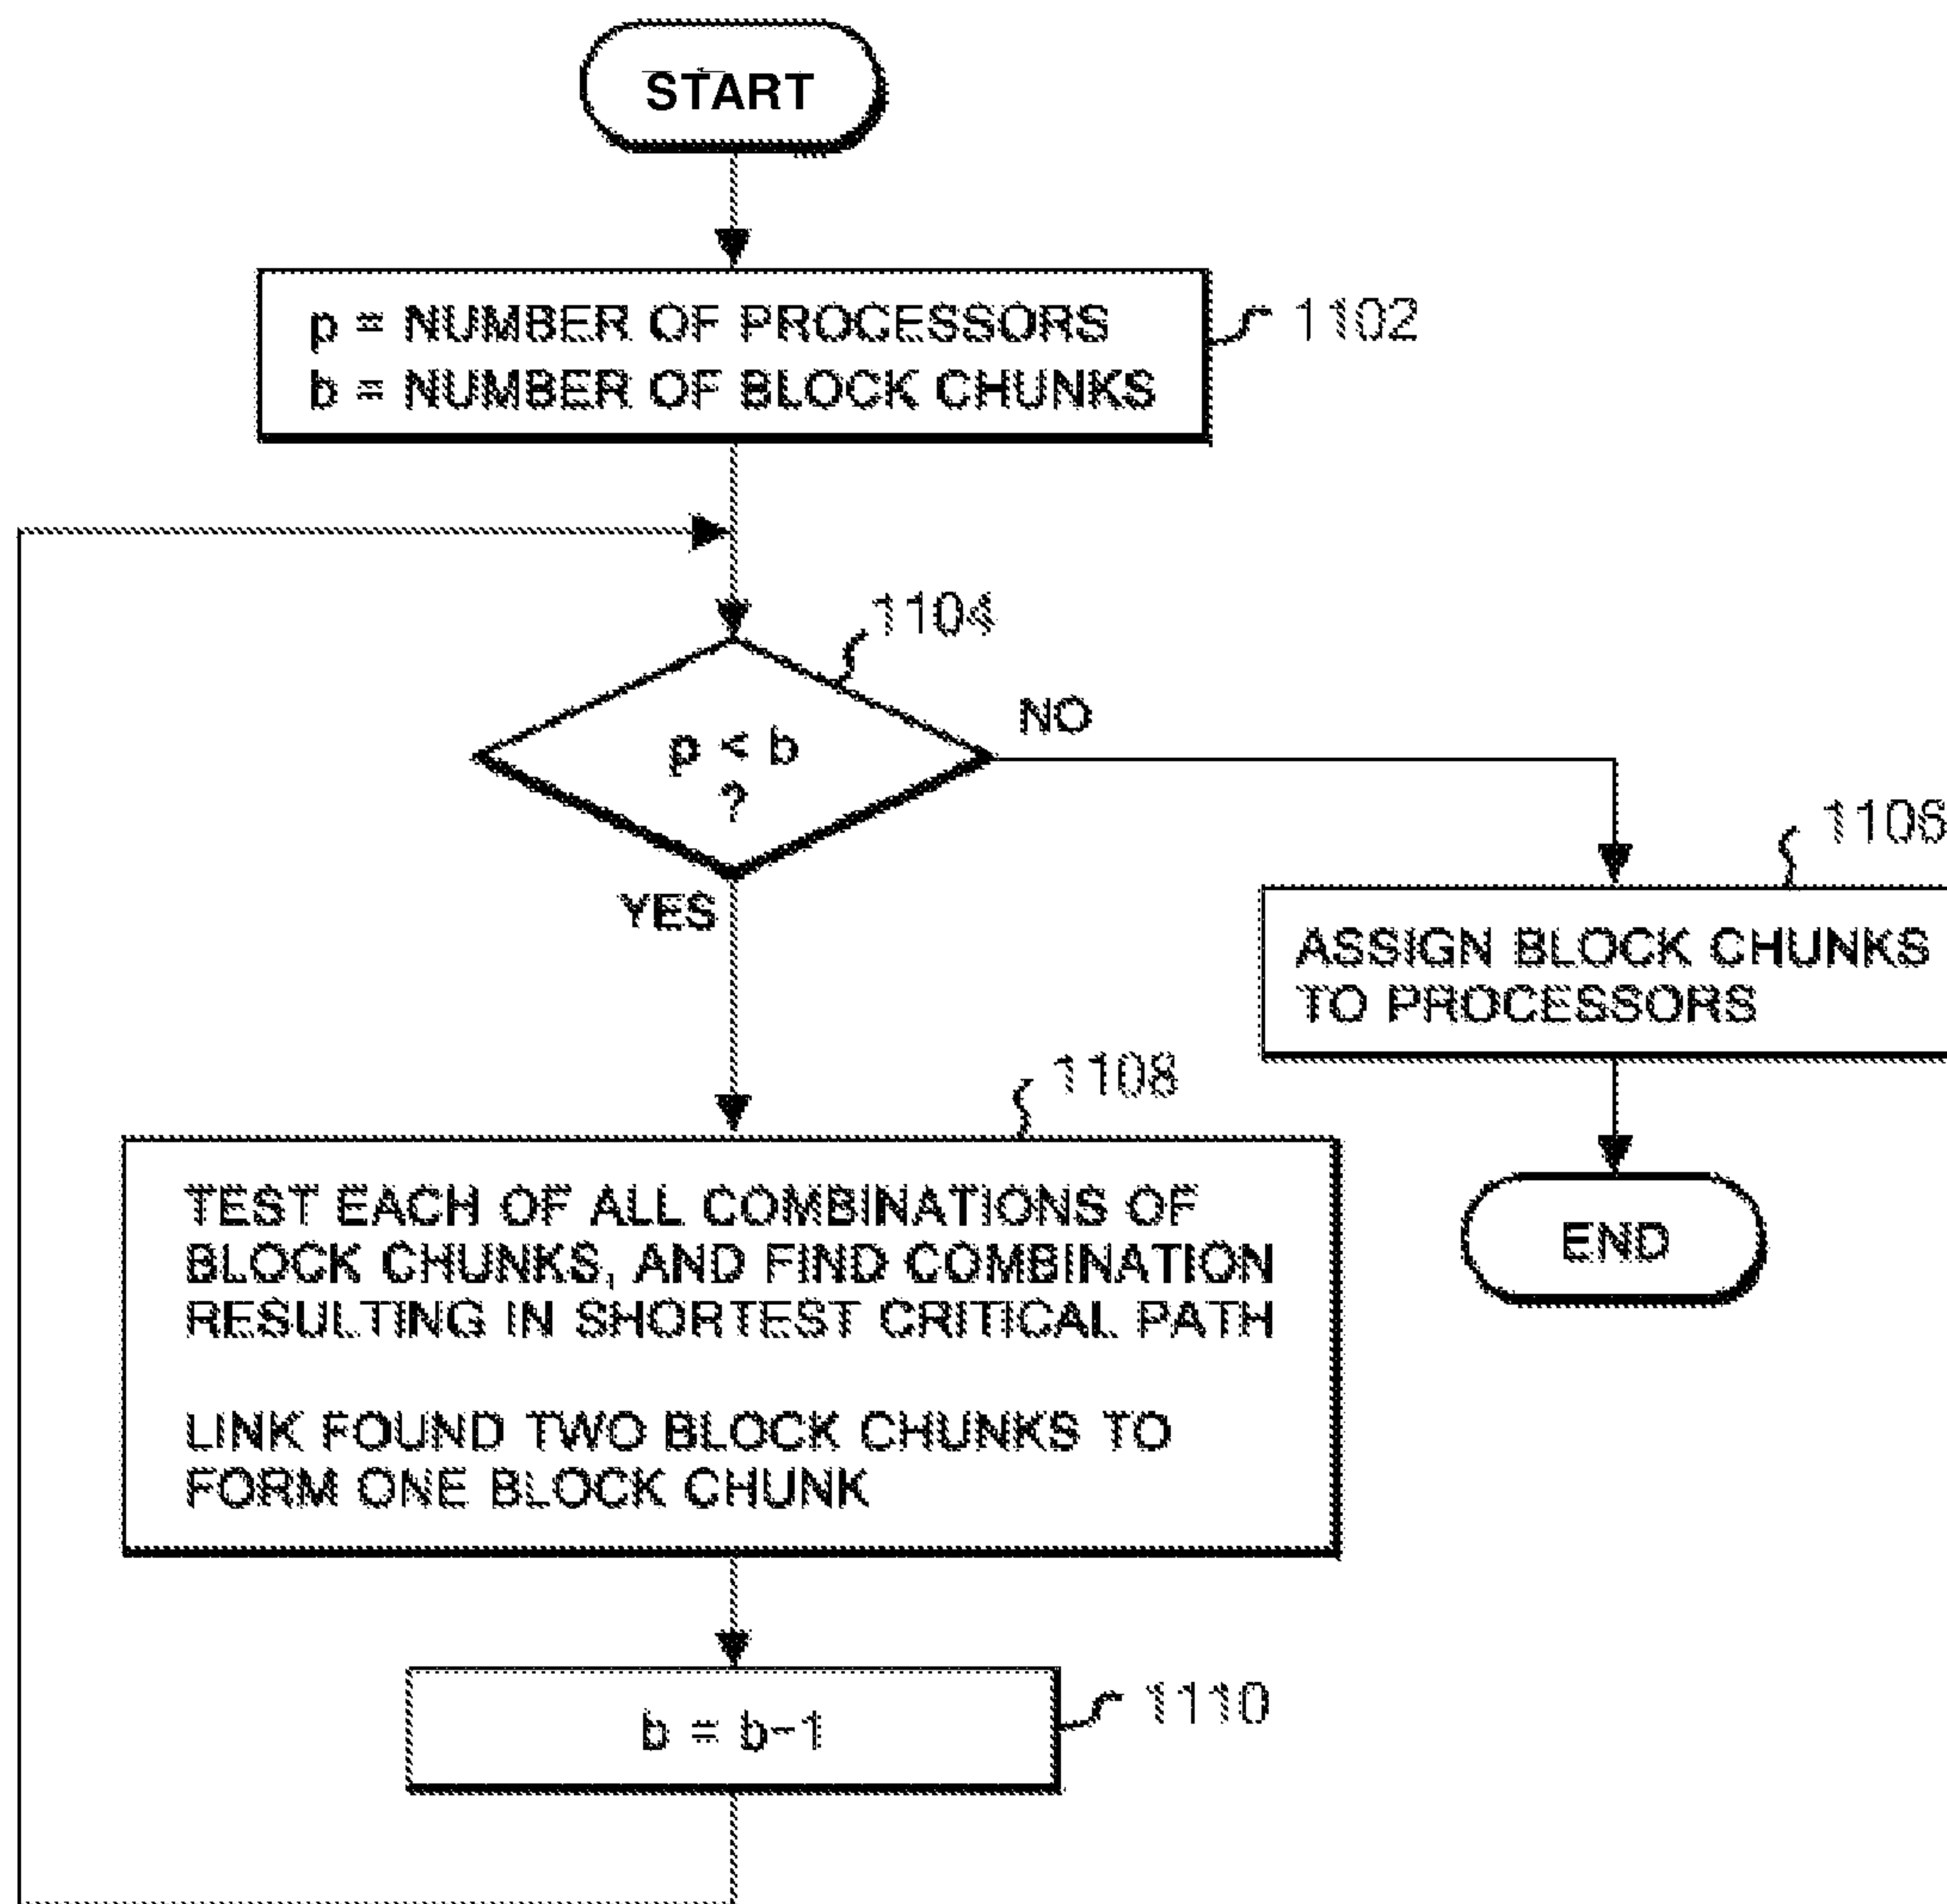 START
p = NUMBER OF PROCESSORS
b = NUMBER OF BLOCK CHUNKS
1102
1104
p < b
?
NO
YES
1106
ASSIGN BLOCK CHUNKS
TO PROCESSORS
1108
TEST EACH OF ALL COMBINATIONS OF
BLOCK CHUNKS, AND FIND COMBINATION
RESULTING IN SHORTEST CRITICAL PATH
LINK FOUND TWO BLOCK CHUNKS TO
FORM ONE BLOCK CHUNK
END
b = b-1
1110